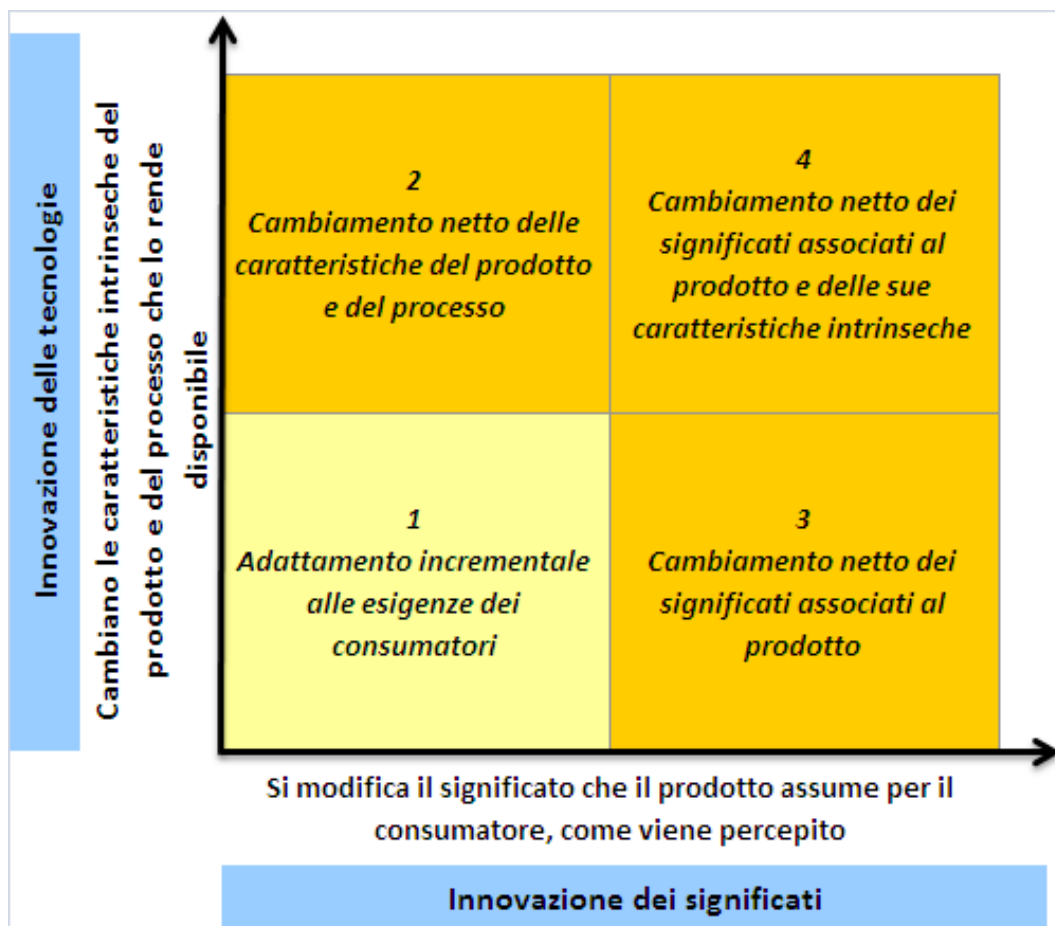 Innovazione delle tecnologie
Cambiano le caratteristiche intrinseche del
prodotto e del processo che lo rende
disponibile
2
Cambiamento netto delle
caratteristiche del prodotto
e del processo
4
Cambiamento netto dei
significati associati al
prodotto e delle sue
caratteristiche intrinseche
1
Adattamento incrementale
alle esigenze dei
consumatori
3
Cambiamento netto dei
significati associati al
prodotto
Si modifica il significato che il prodotto assume per il
consumatore, come viene percepito
Innovazione dei significati